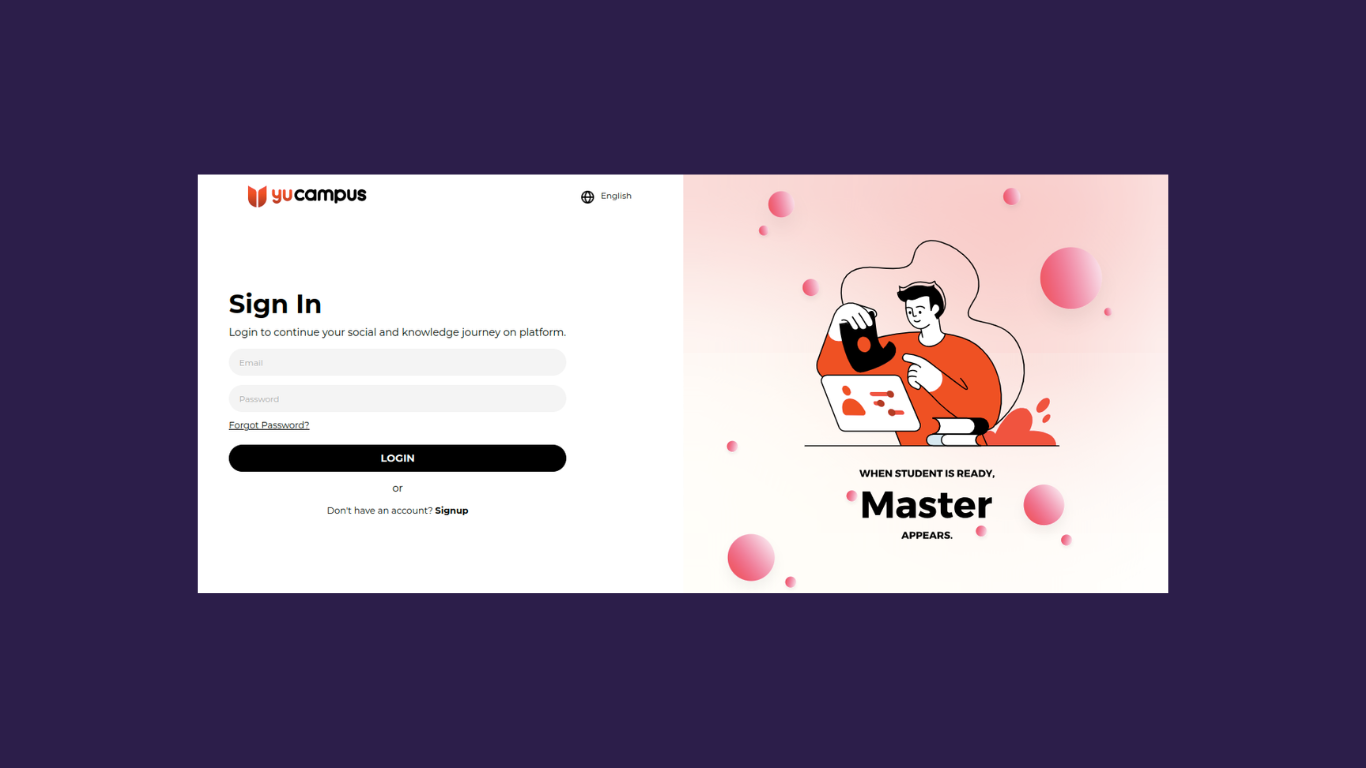 yucampus
English
Sign In
Login to continue your social and knowledge journey on platform.
Email
Password
Forgot Password?
LOGIN
or
Don't have an account? Signup
WHEN STUDENT IS READY,
Master
APPEARS.